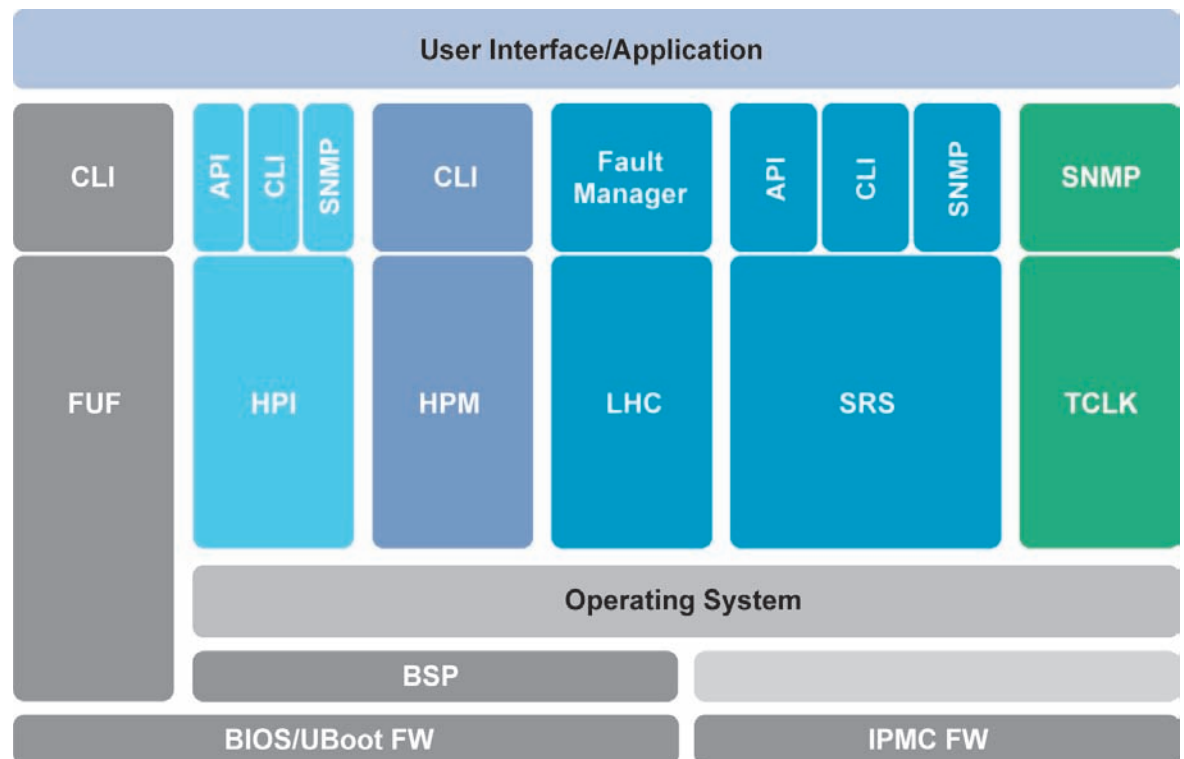 User Interface/Application
CLI
API
CLI
SNMP
CLI
Fault
Manager
API
CLI
SNMP
SNMP
FUF
HPI
HPM
LHC
SRS
TCLK
Operating System
BSP
BIOS/UBoot FW
IPMC FW